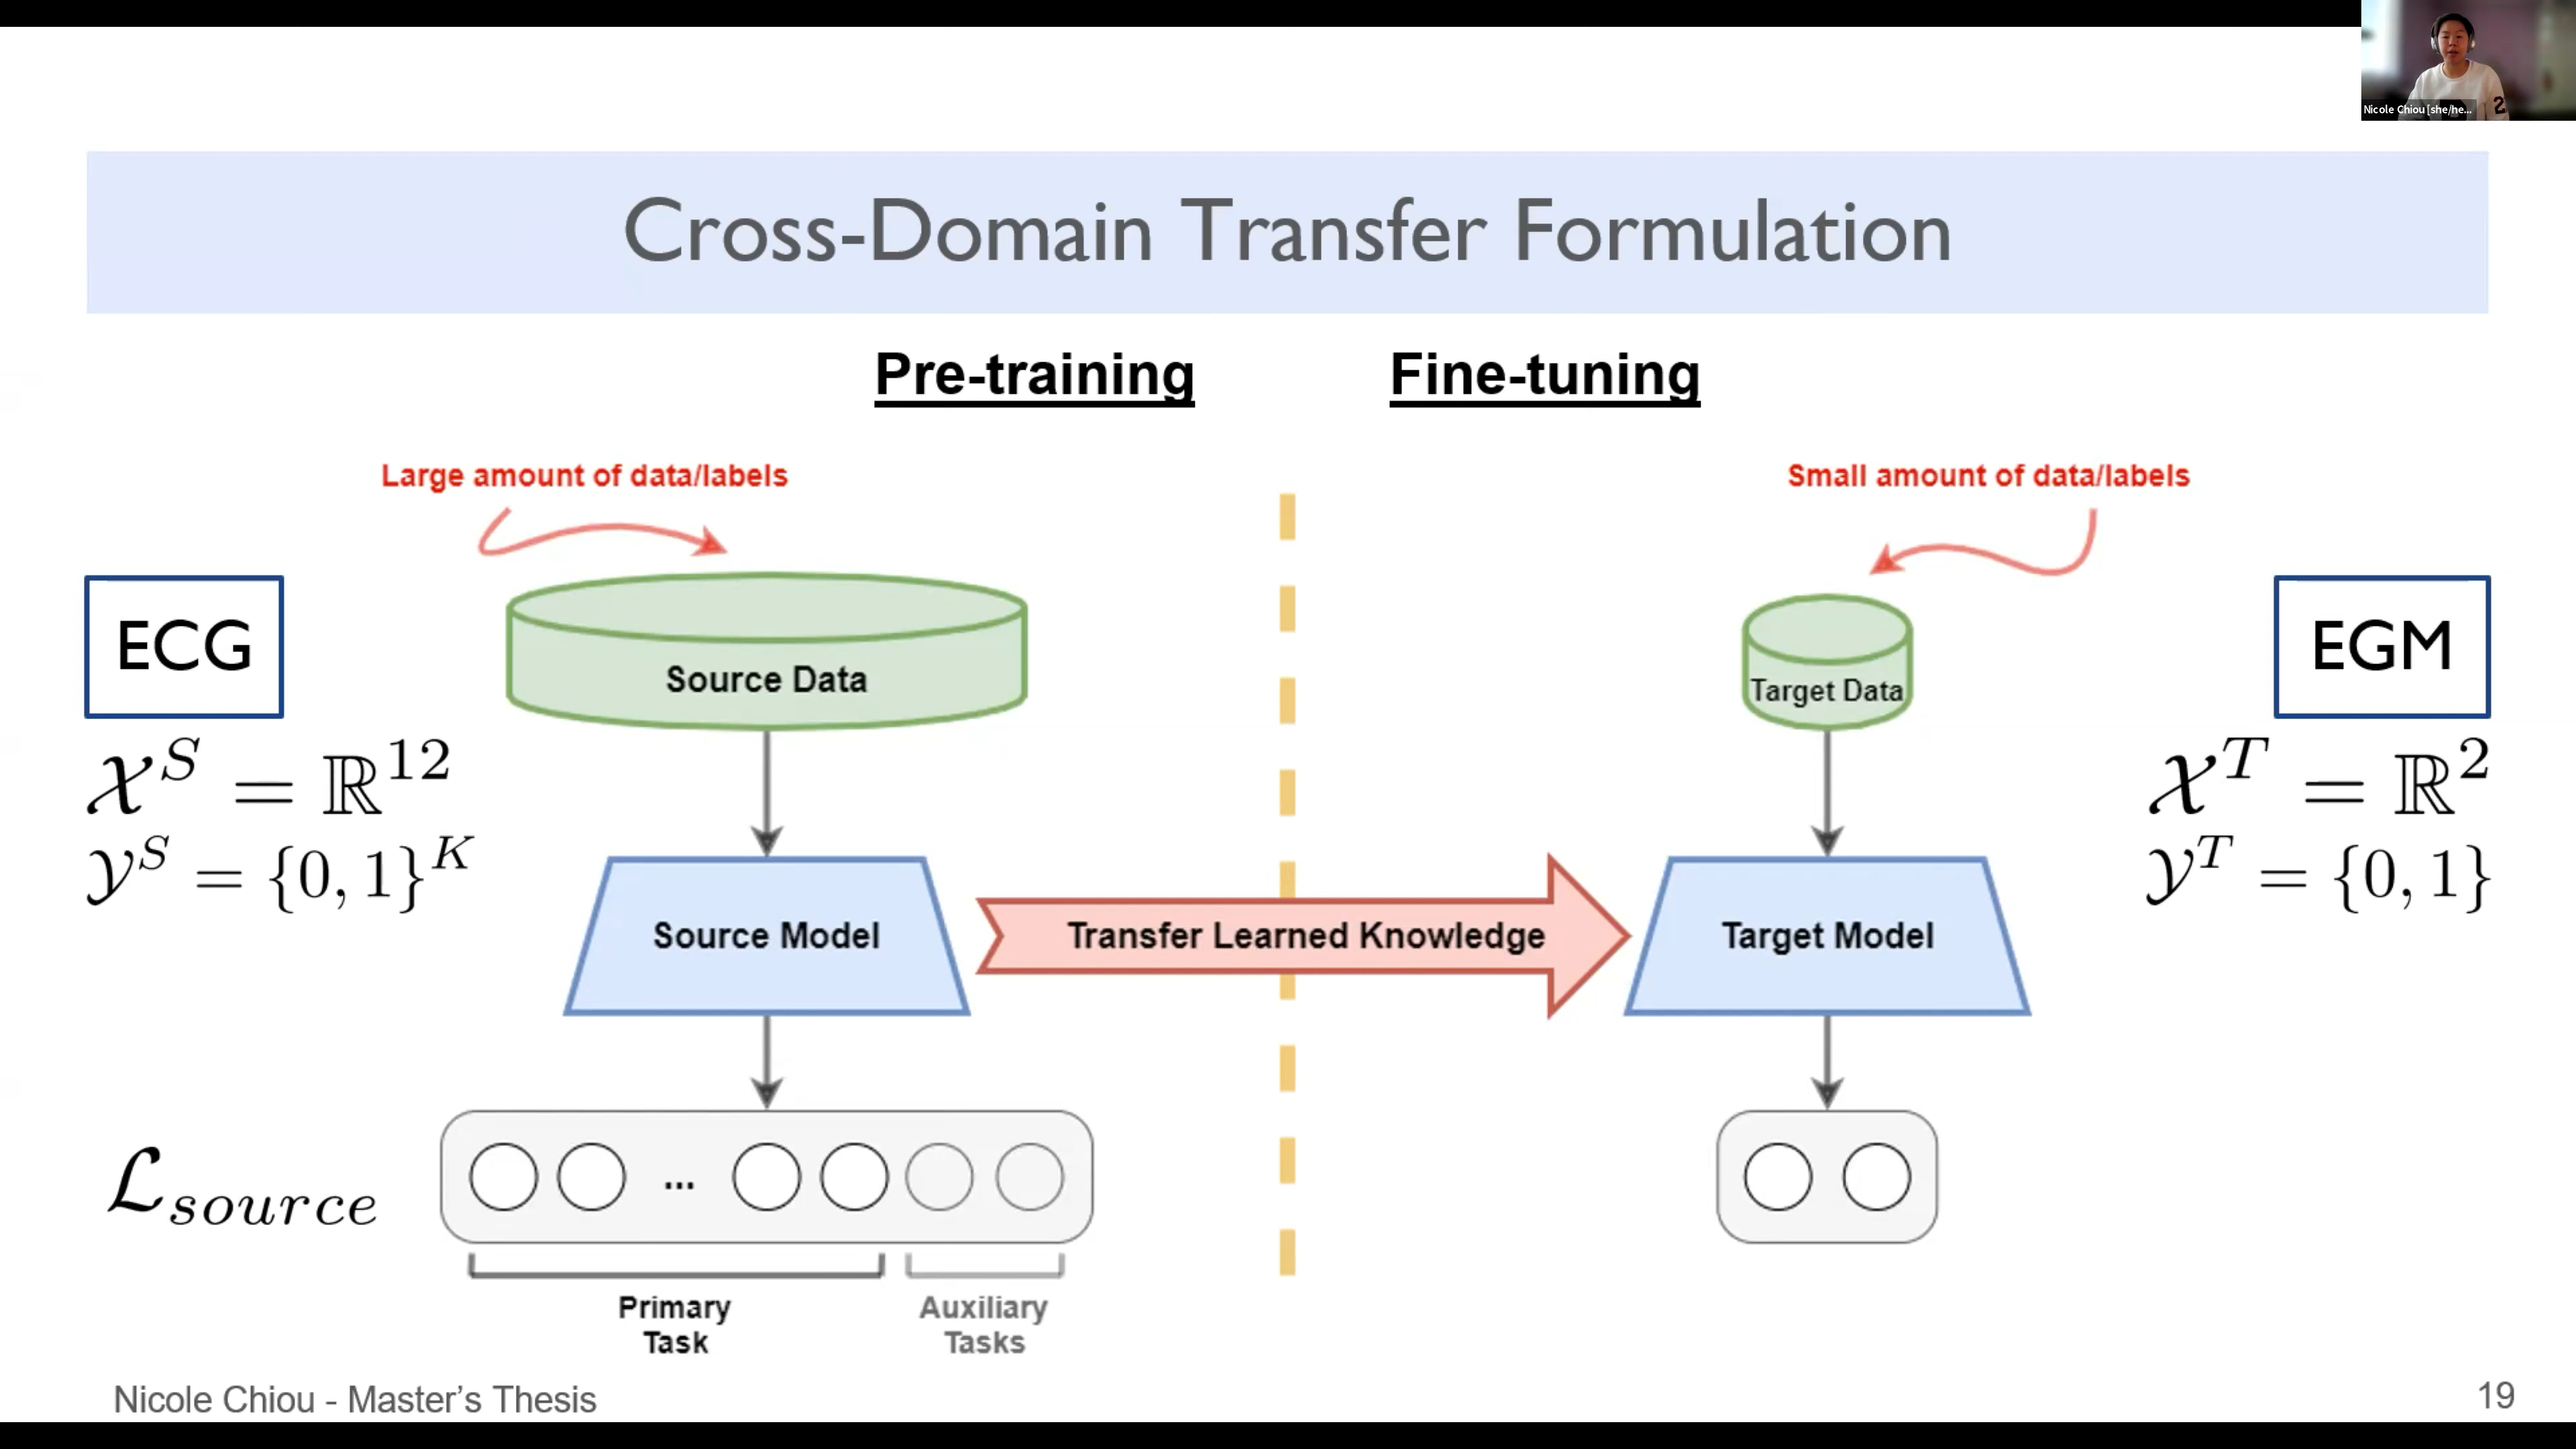 Nicole Chiou [she/he...
2
Cross-Domain Transfer Formulation
Pre-training
Fine-tuning
Large amount of data/labels
Small amount of data/labels
ECG
Source Data
Target Data
EGM
𝒳^S = ℝ^12
𝒴^S = {0, 1}^K
𝒳^T = ℝ^2
𝒴^T = {0, 1}
Source Model
Transfer Learned Knowledge
Target Model
ℒ_source
...
Primary
Task
Auxiliary
Tasks
Nicole Chiou - Master’s Thesis
19